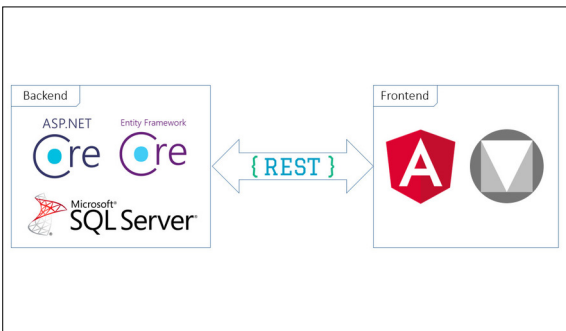 Backend
ASP.NET
Core
Entity Framework
Core
Microsoft®
SQL Server®
{ REST }
Frontend
A